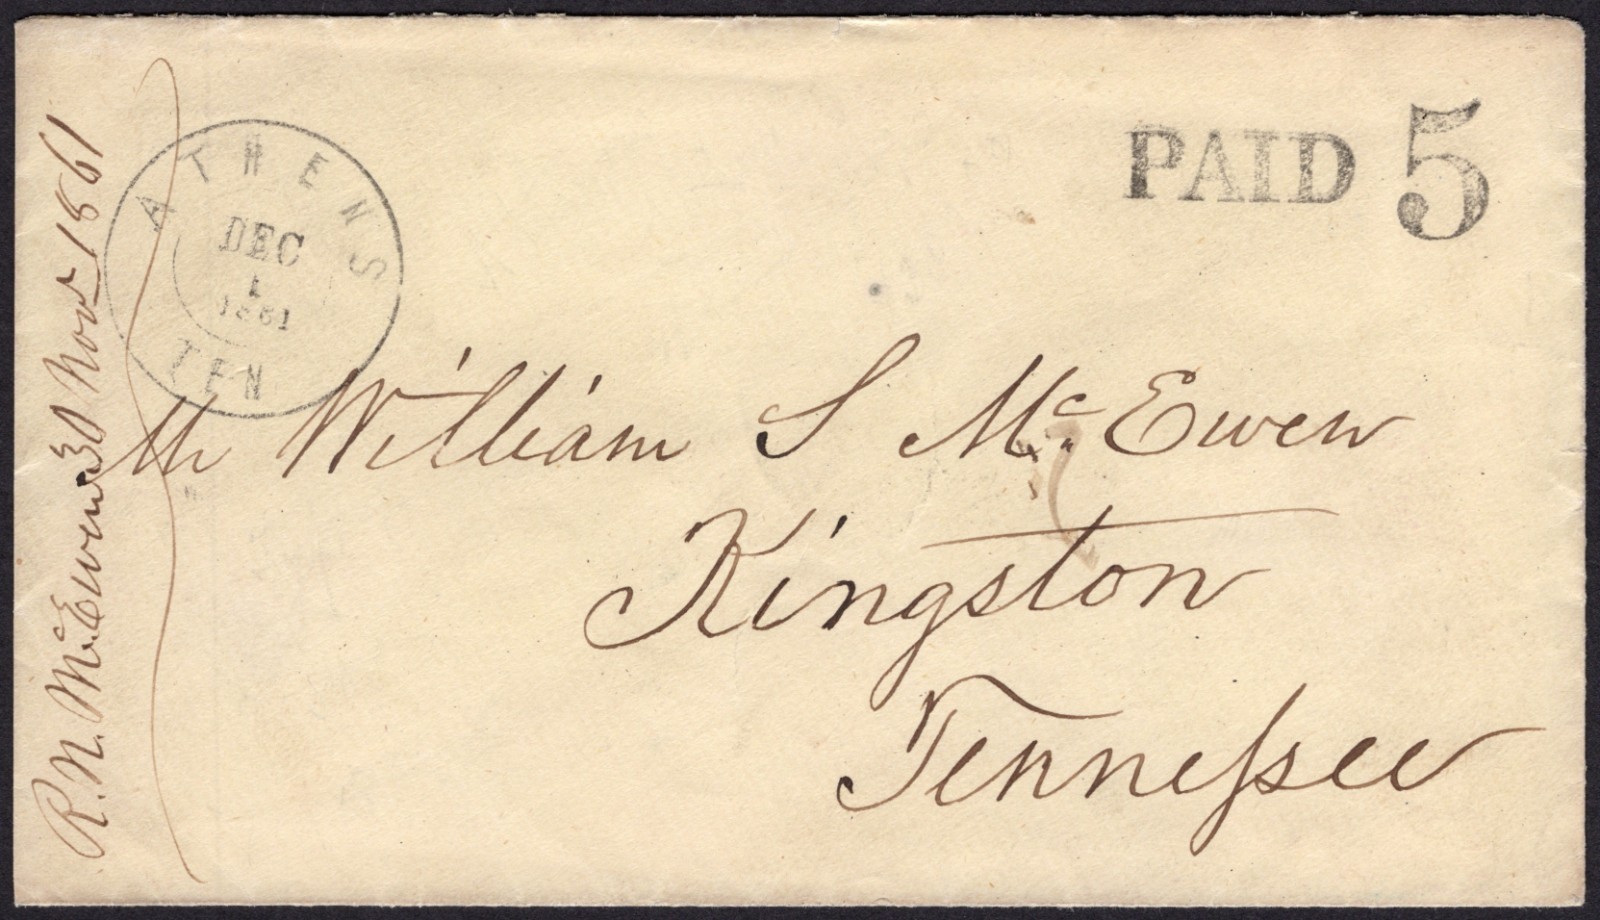 R. N. McEwen 30 Nov 1861
ATHENS
DEC
1
1861
TEN
PAID 5
Mr William S McEwen
Kingston
Tenneſsee